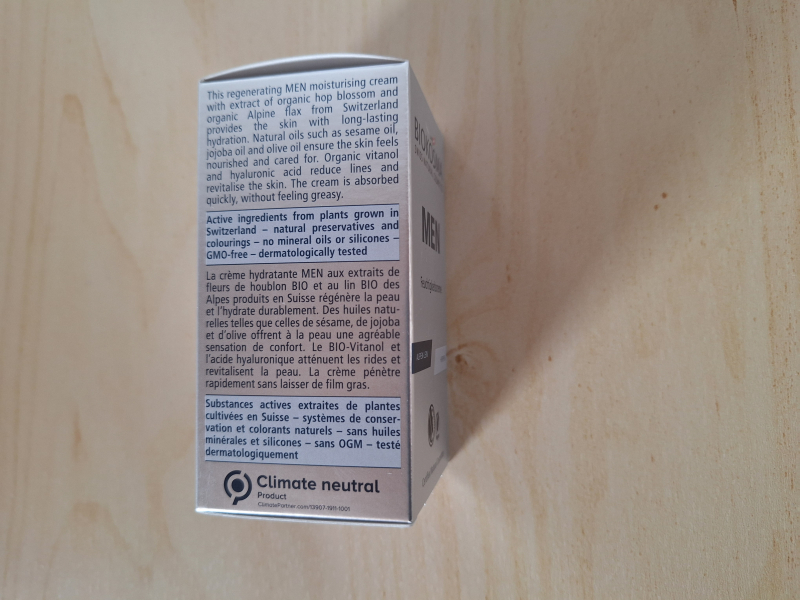 This regenerating MEN moisturising cream
with extract of organic hop blossom and
organic Alpine flax from Switzerland
provides the skin with long-lasting
hydration. Natural oils such as sesame oil,
jojoba oil and olive oil ensure the skin feels
nourished and cared for. Organic vitanol
and hyaluronic acid reduce lines and
revitalise the skin. The cream is absorbed
quickly, without feeling greasy.
Active ingredients from plants grown in
Switzerland – natural preservatives and
colourings – no mineral oils or silicones –
GMO-free – dermatologically tested
La crème hydratante MEN aux extraits de
fleurs de houblon BIO et au lin BIO des
Alpes produits en Suisse régénère la peau
et l'hydrate durablement. Des huiles natu-
relles telles que celles de sésame, de jojoba
et d'olive offrent à la peau une agréable
sensation de confort. Le BIO-Vitanol et
l'acide hyaluronique atténuent les rides et
revitalisent la peau. La crème pénètre
rapidement sans laisser de film gras.
Substances actives extraites de plantes
cultivées en Suisse – systèmes de conser-
vation et colorants naturels – sans huiles
minérales et silicones – sans OGM – testé
dermatologiquement
Climate neutral
Product
ClimatePartner.com/13907-1911-1001
MEN